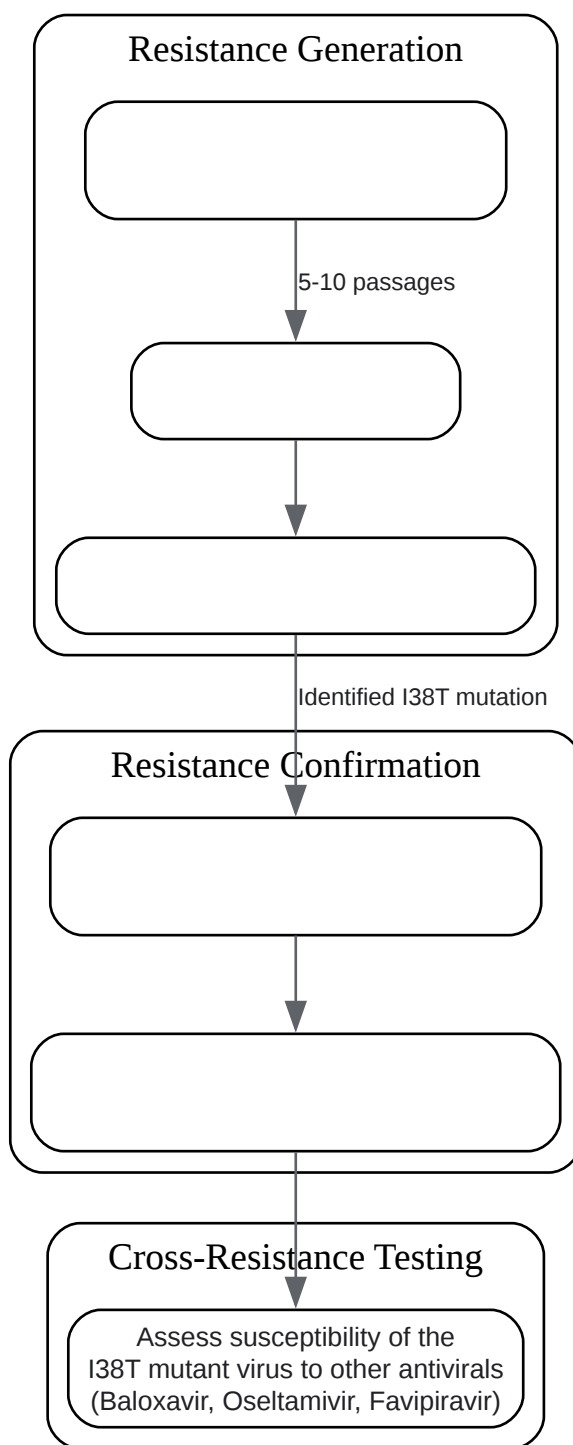 Resistance Generation
5-10 passages
Identified I38T mutation
Resistance Confirmation
Cross-Resistance Testing
Assess susceptibility of the
I38T mutant virus to other antivirals
(Baloxavir, Oseltamivir, Favipiravir)